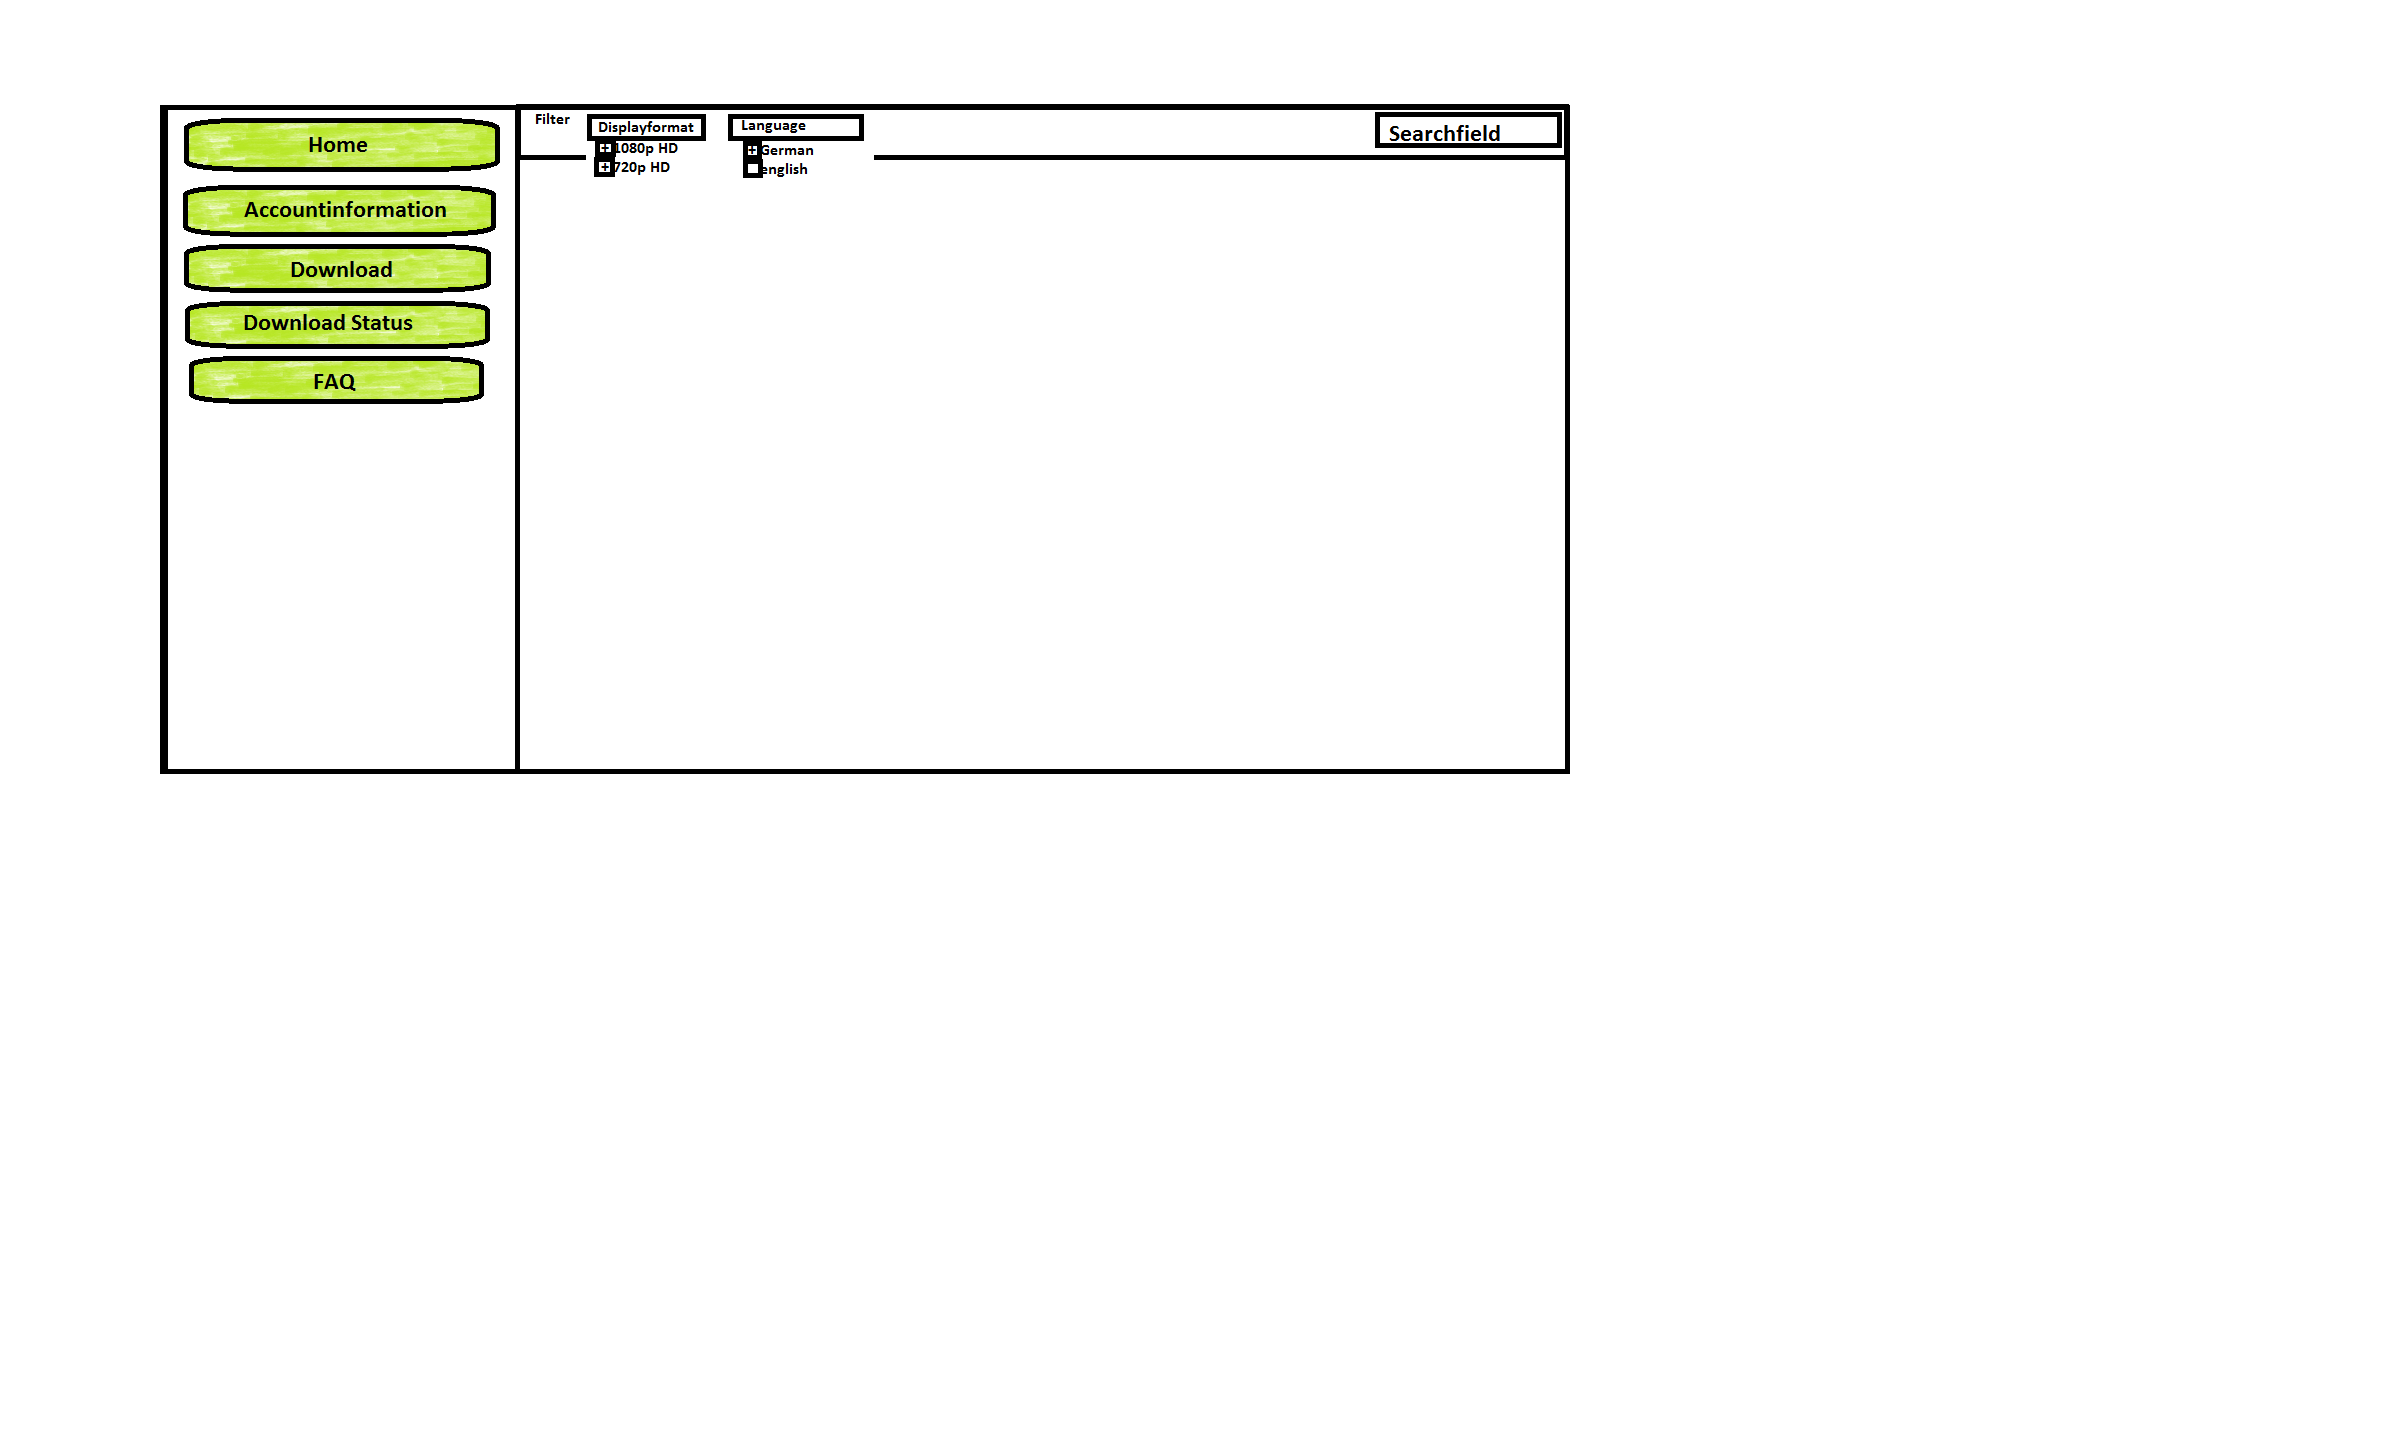 Home
Accountinformation
Download
Download Status
FAQ
Filter
Displayformat
+ 1080p HD
+ 720p HD
Language
+ German
english
Searchfield